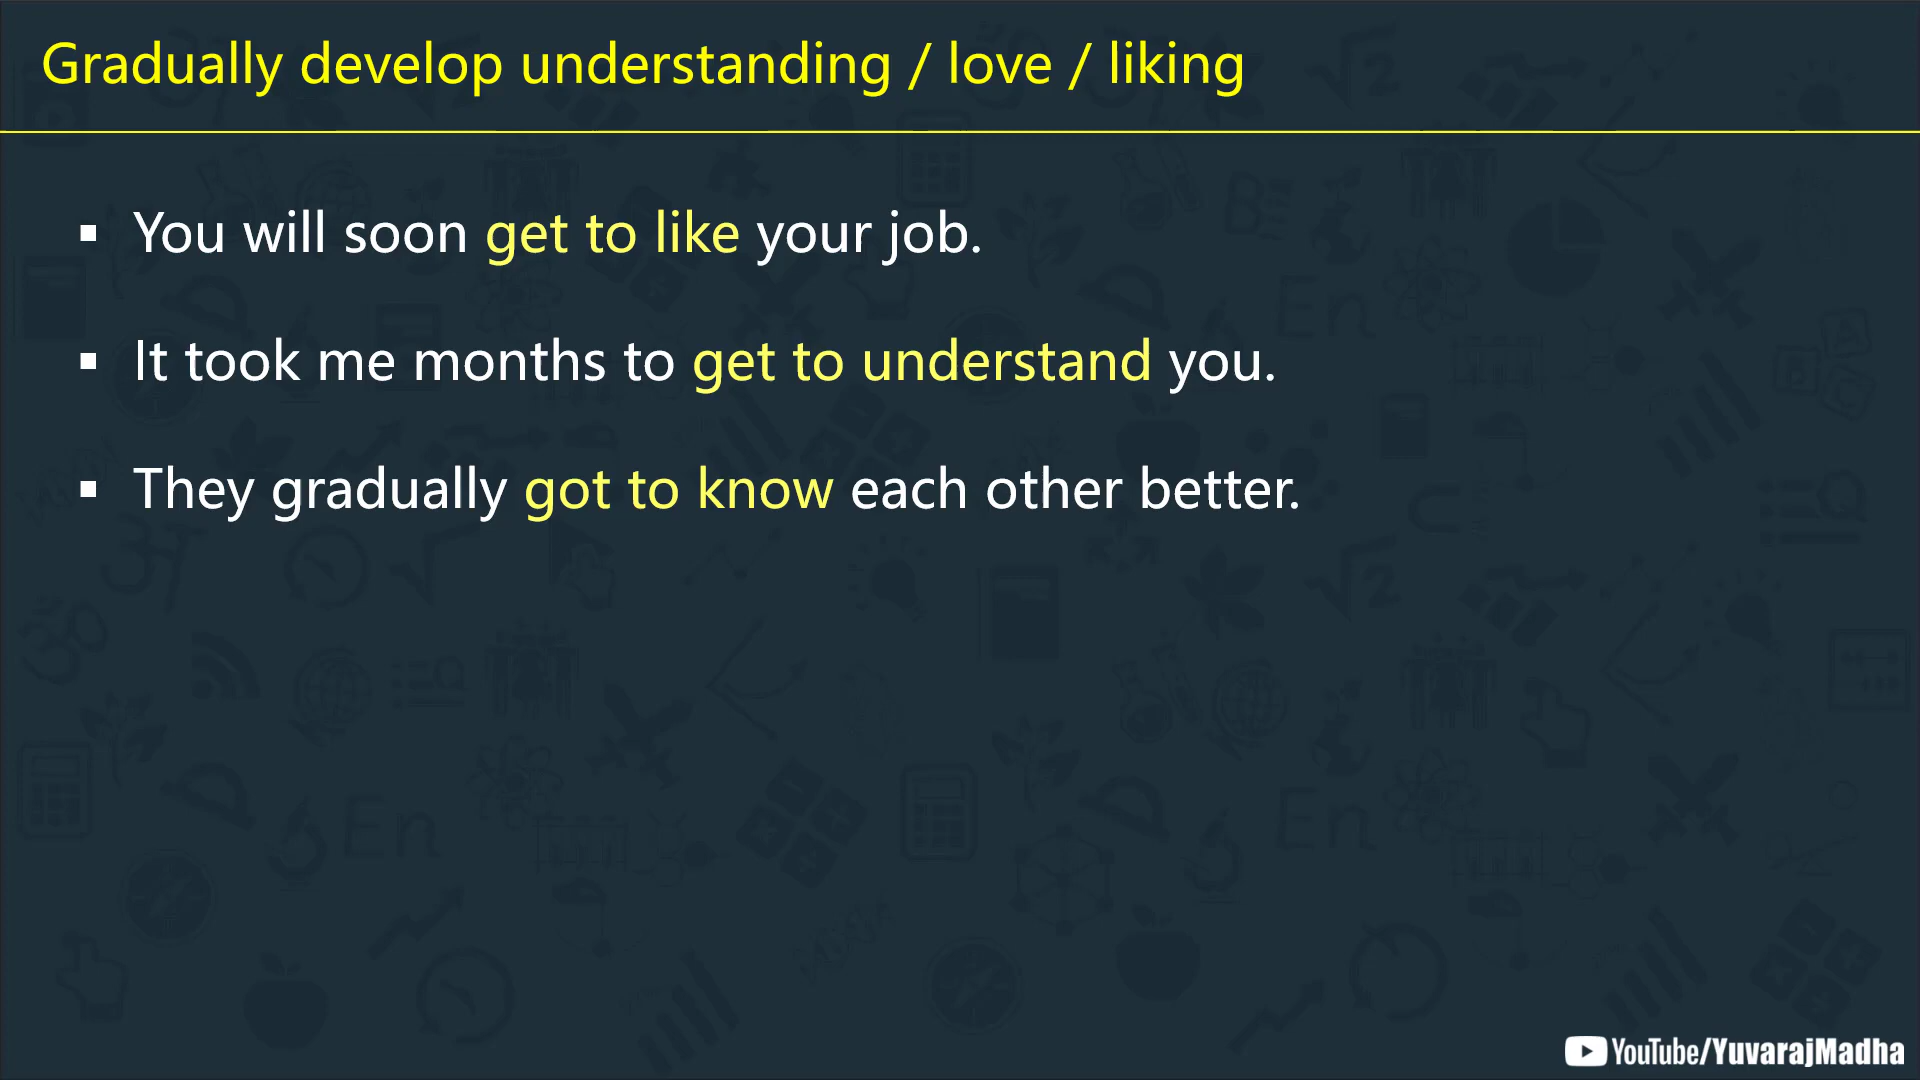 Gradually develop understanding / love / liking
▪ You will soon get to like your job.
▪ It took me months to get to understand you.
▪ They gradually got to know each other better.
YouTube/YuvarajMadha